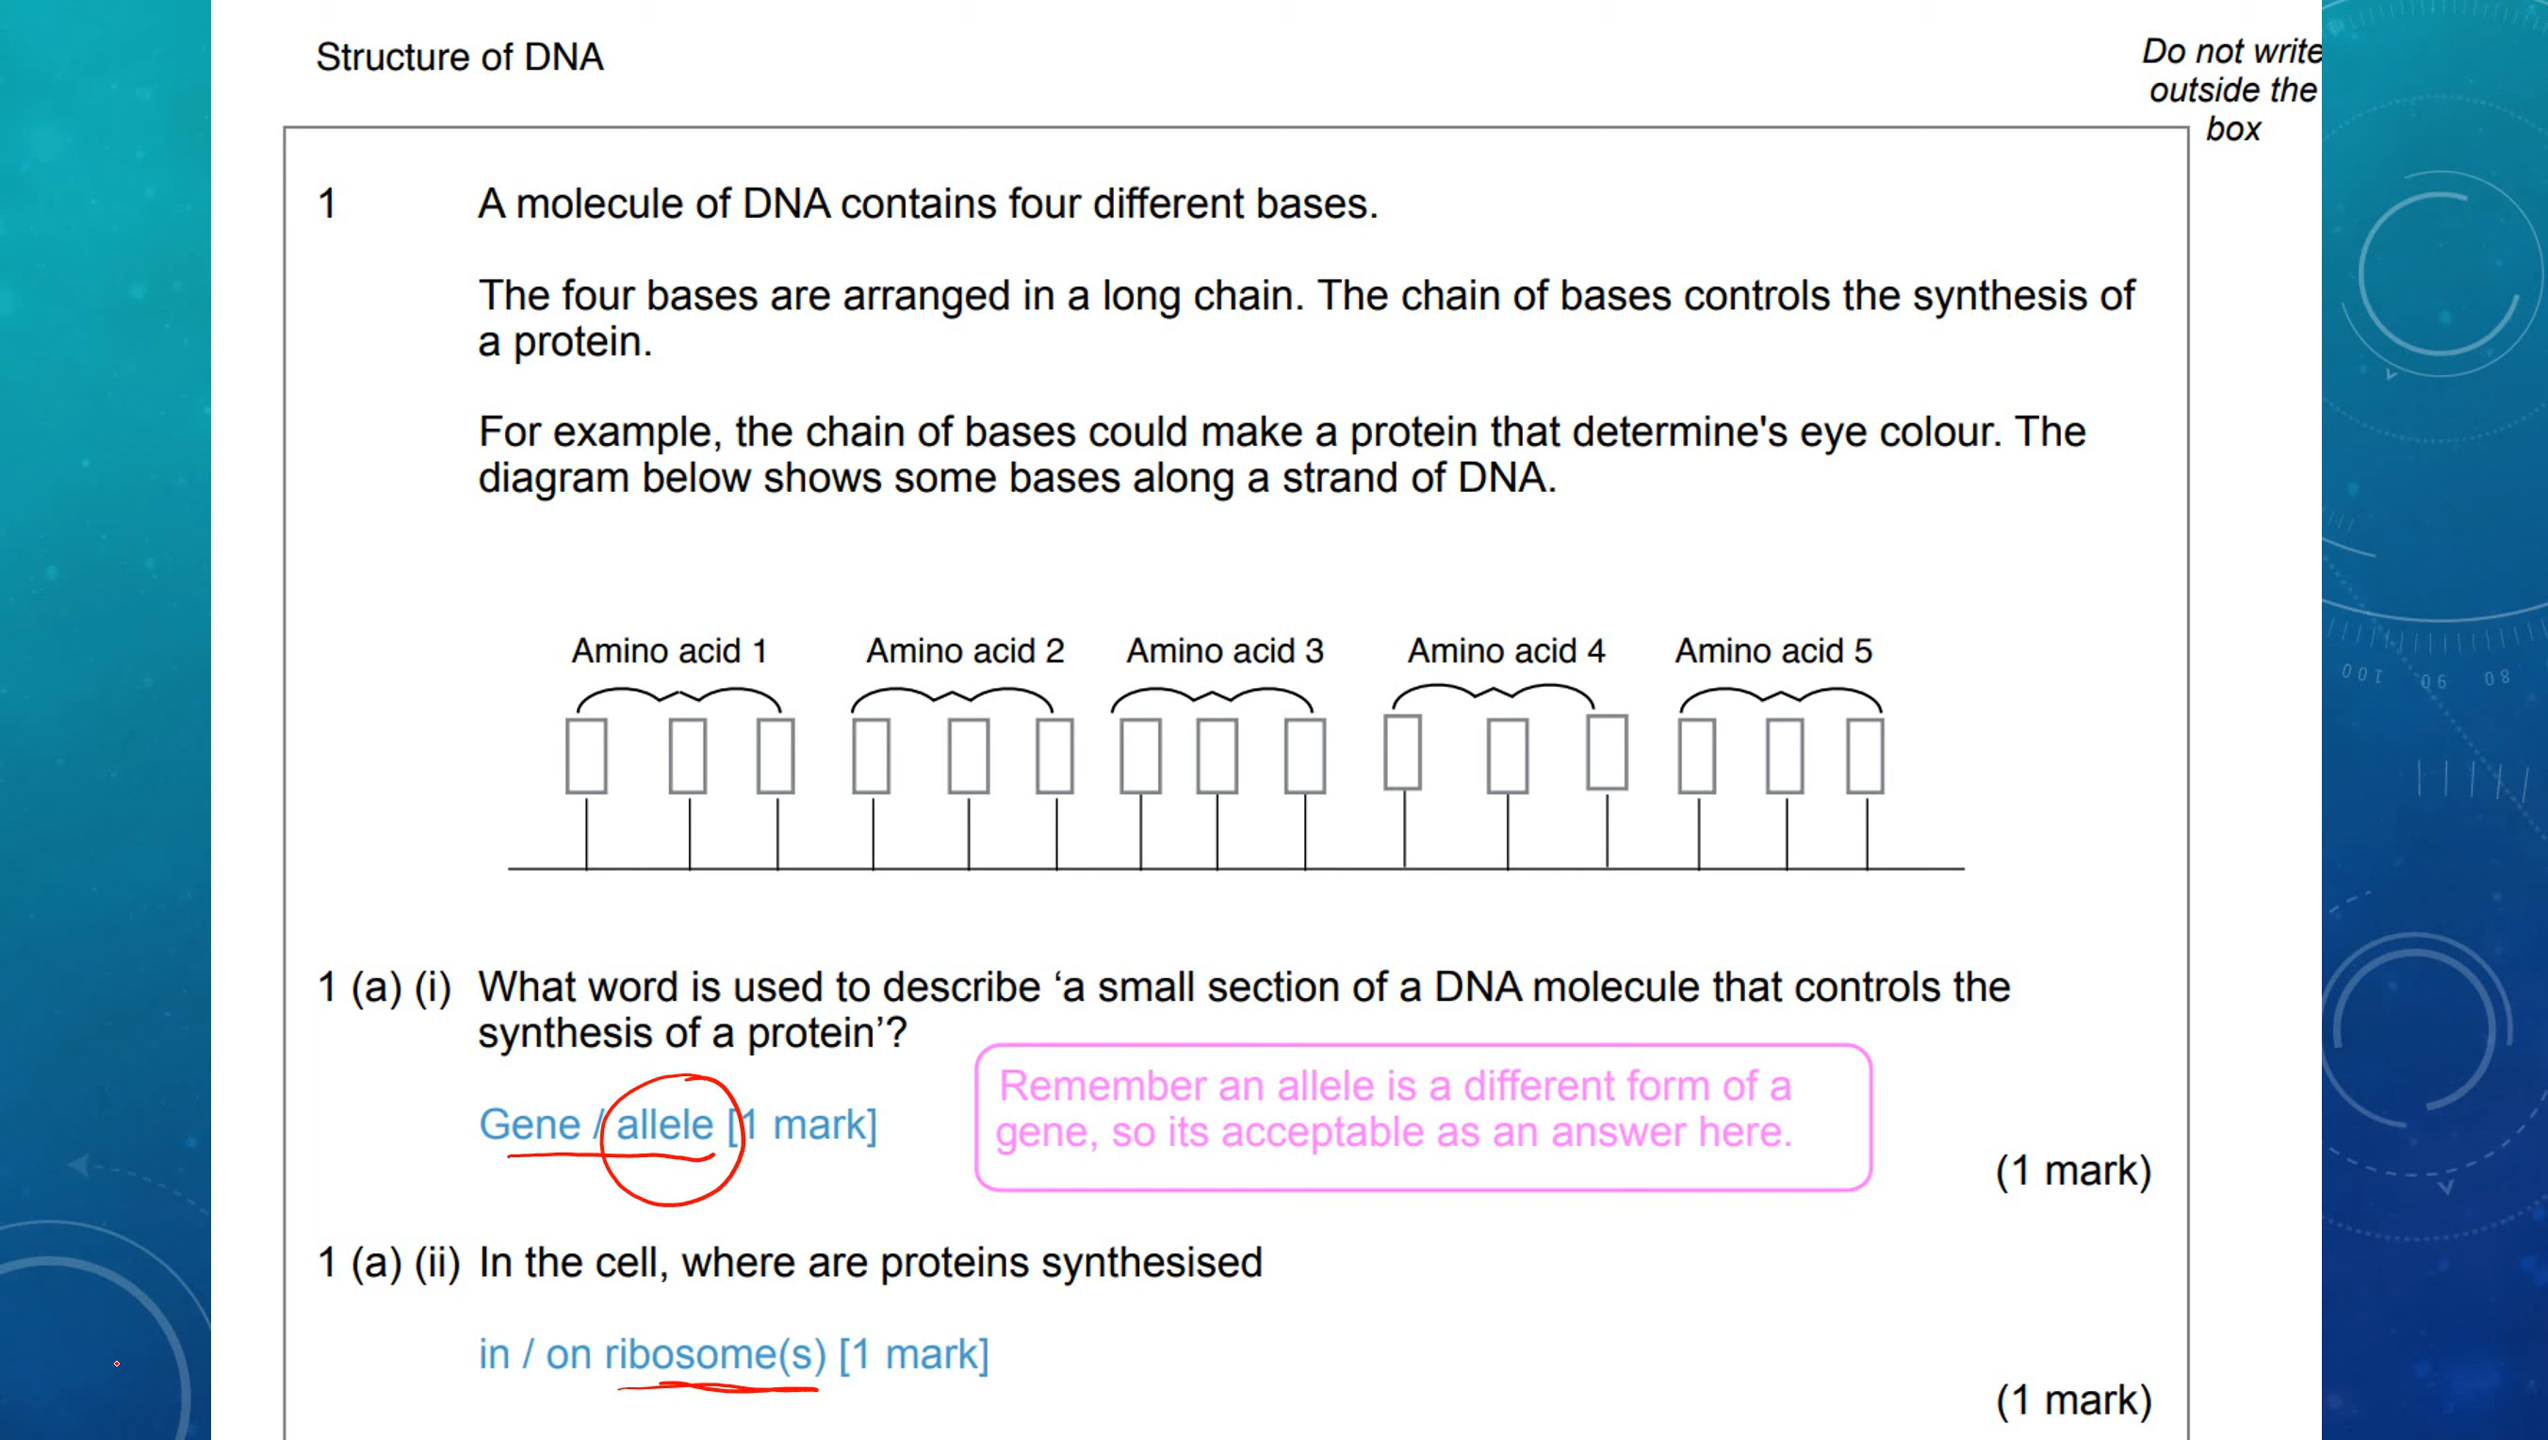 Structure of DNA
Do not write
outside the
box
1 A molecule of DNA contains four different bases.
The four bases are arranged in a long chain. The chain of bases controls the synthesis of
a protein.
For example, the chain of bases could make a protein that determine's eye colour. The
diagram below shows some bases along a strand of DNA.
Amino acid 1 Amino acid 2 Amino acid 3 Amino acid 4 Amino acid 5
1 (a) (i) What word is used to describe ‘a small section of a DNA molecule that controls the
synthesis of a protein’?
Gene / allele [1 mark]
Remember an allele is a different form of a
gene, so its acceptable as an answer here.
(1 mark)
1 (a) (ii) In the cell, where are proteins synthesised
in / on ribosome(s) [1 mark]
(1 mark)
100 90 80